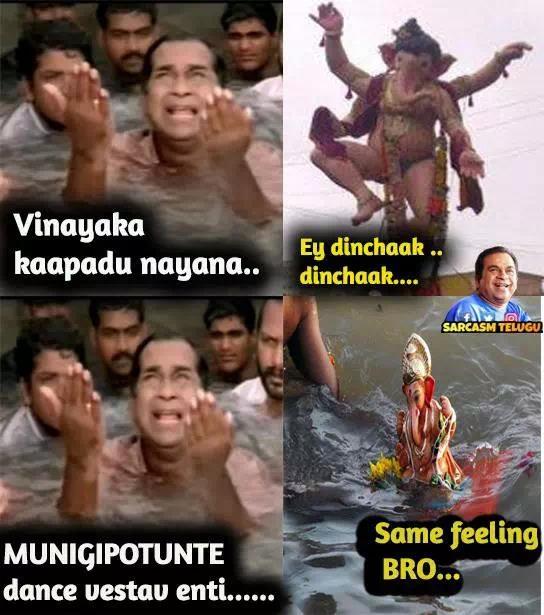 Vinayaka
kaapadu nayana..
Ey dinchaak ..
dinchaak....
SARCASM TELUGU
MUNIGIPOTUNTE
dance vestav enti......
Same feeling
BRO...